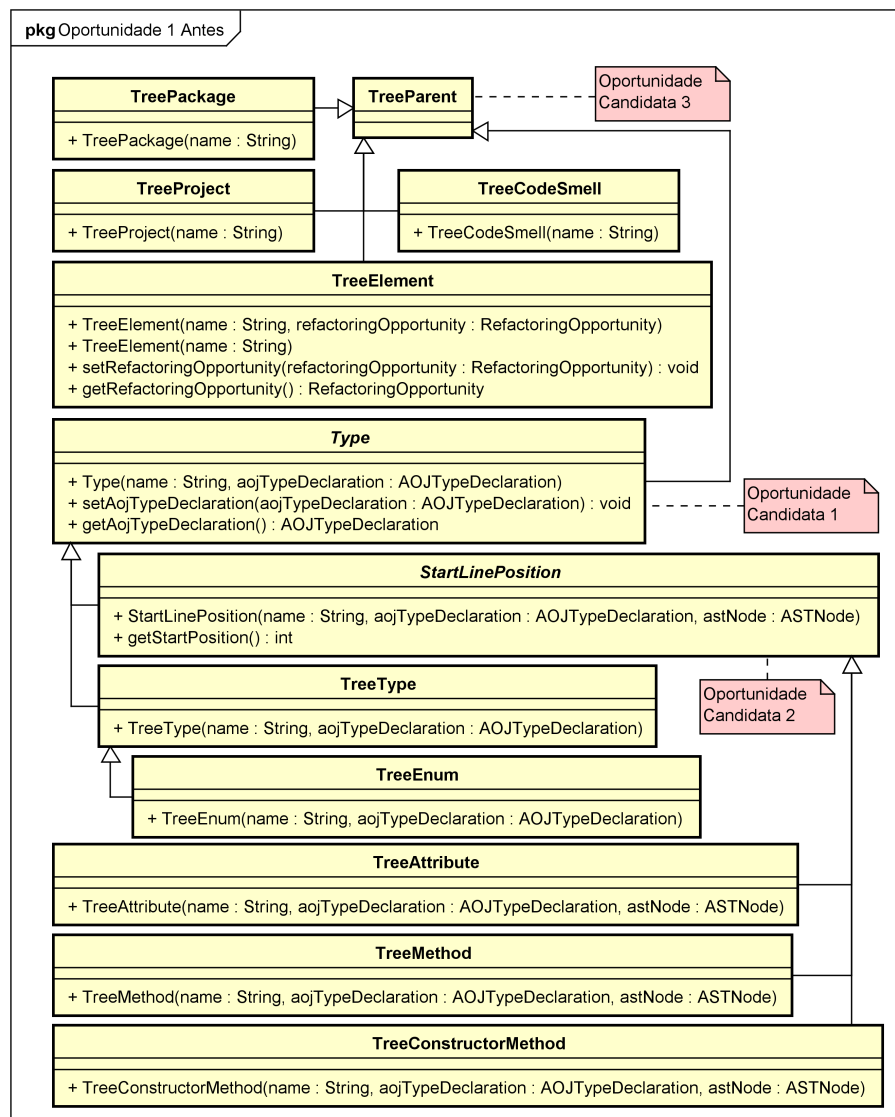 pkg Oportunidade 1 Antes
TreePackage
+ TreePackage(name : String)
TreeParent
Oportunidade
Candidata 3
TreeProject
+ TreeProject(name : String)
TreeCodeSmell
+ TreeCodeSmell(name : String)
TreeElement
+ TreeElement(name : String, refactoringOpportunity : RefactoringOpportunity)
+ TreeElement(name : String)
+ setRefactoringOpportunity(refactoringOpportunity : RefactoringOpportunity) : void
+ getRefactoringOpportunity() : RefactoringOpportunity
Type
+ Type(name : String, aojTypeDeclaration : AOJTypeDeclaration)
+ setAojTypeDeclaration(aojTypeDeclaration : AOJTypeDeclaration) : void
+ getAojTypeDeclaration() : AOJTypeDeclaration
Oportunidade
Candidata 1
StartLinePosition
+ StartLinePosition(name : String, aojTypeDeclaration : AOJTypeDeclaration, astNode : ASTNode)
+ getStartPosition() : int
TreeType
+ TreeType(name : String, aojTypeDeclaration : AOJTypeDeclaration)
Oportunidade
Candidata 2
TreeEnum
+ TreeEnum(name : String, aojTypeDeclaration : AOJTypeDeclaration)
TreeAttribute
+ TreeAttribute(name : String, aojTypeDeclaration : AOJTypeDeclaration, astNode : ASTNode)
TreeMethod
+ TreeMethod(name : String, aojTypeDeclaration : AOJTypeDeclaration, astNode : ASTNode)
TreeConstructorMethod
+ TreeConstructorMethod(name : String, aojTypeDeclaration : AOJTypeDeclaration, astNode : ASTNode)